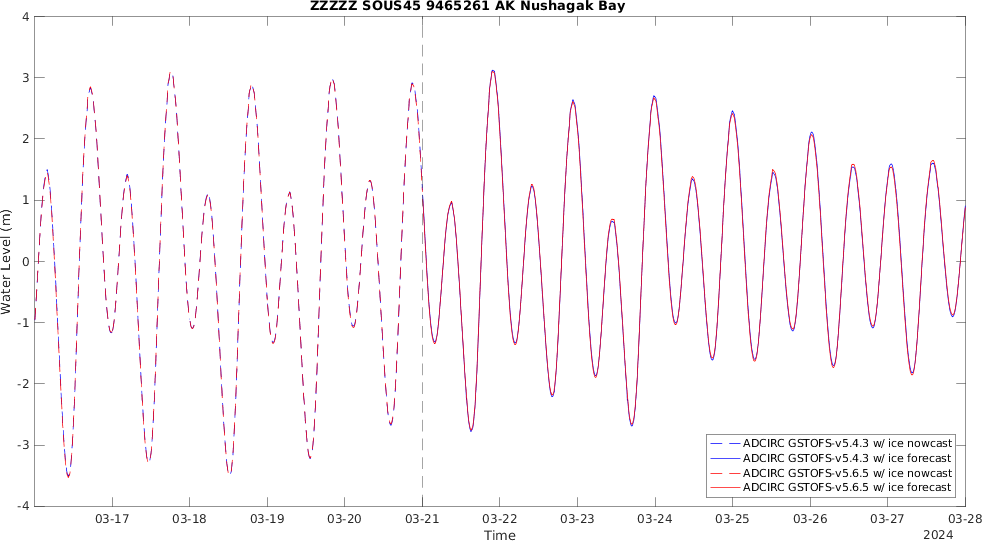 ZZZZZ SOUS45 9465261 AK Nushagak Bay
4
3
2
1
0
-1
-2
-3
-4
Water Level (m)
ADCIRC GSTOFS-v5.4.3 w/ ice nowcast
ADCIRC GSTOFS-v5.4.3 w/ ice forecast
ADCIRC GSTOFS-v5.6.5 w/ ice nowcast
ADCIRC GSTOFS-v5.6.5 w/ ice forecast
03-17 03-18 03-19 03-20 03-21 03-22 03-23 03-24 03-25 03-26 03-27 03-28
Time
2024